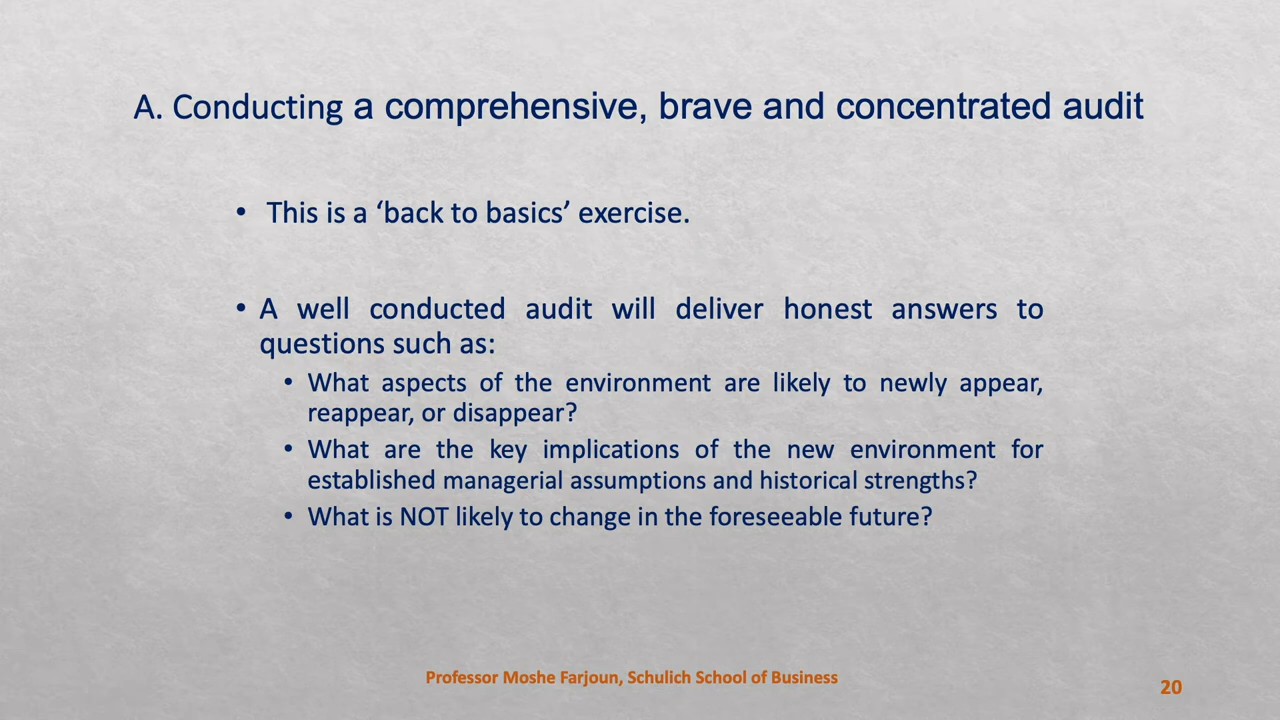 A. Conducting a comprehensive, brave and concentrated audit
• This is a ‘back to basics’ exercise.
• A well conducted audit will deliver honest answers to
questions such as:
• What aspects of the environment are likely to newly appear,
reappear, or disappear?
• What are the key implications of the new environment for
established managerial assumptions and historical strengths?
• What is NOT likely to change in the foreseeable future?
Professor Moshe Farjoun, Schulich School of Business
20